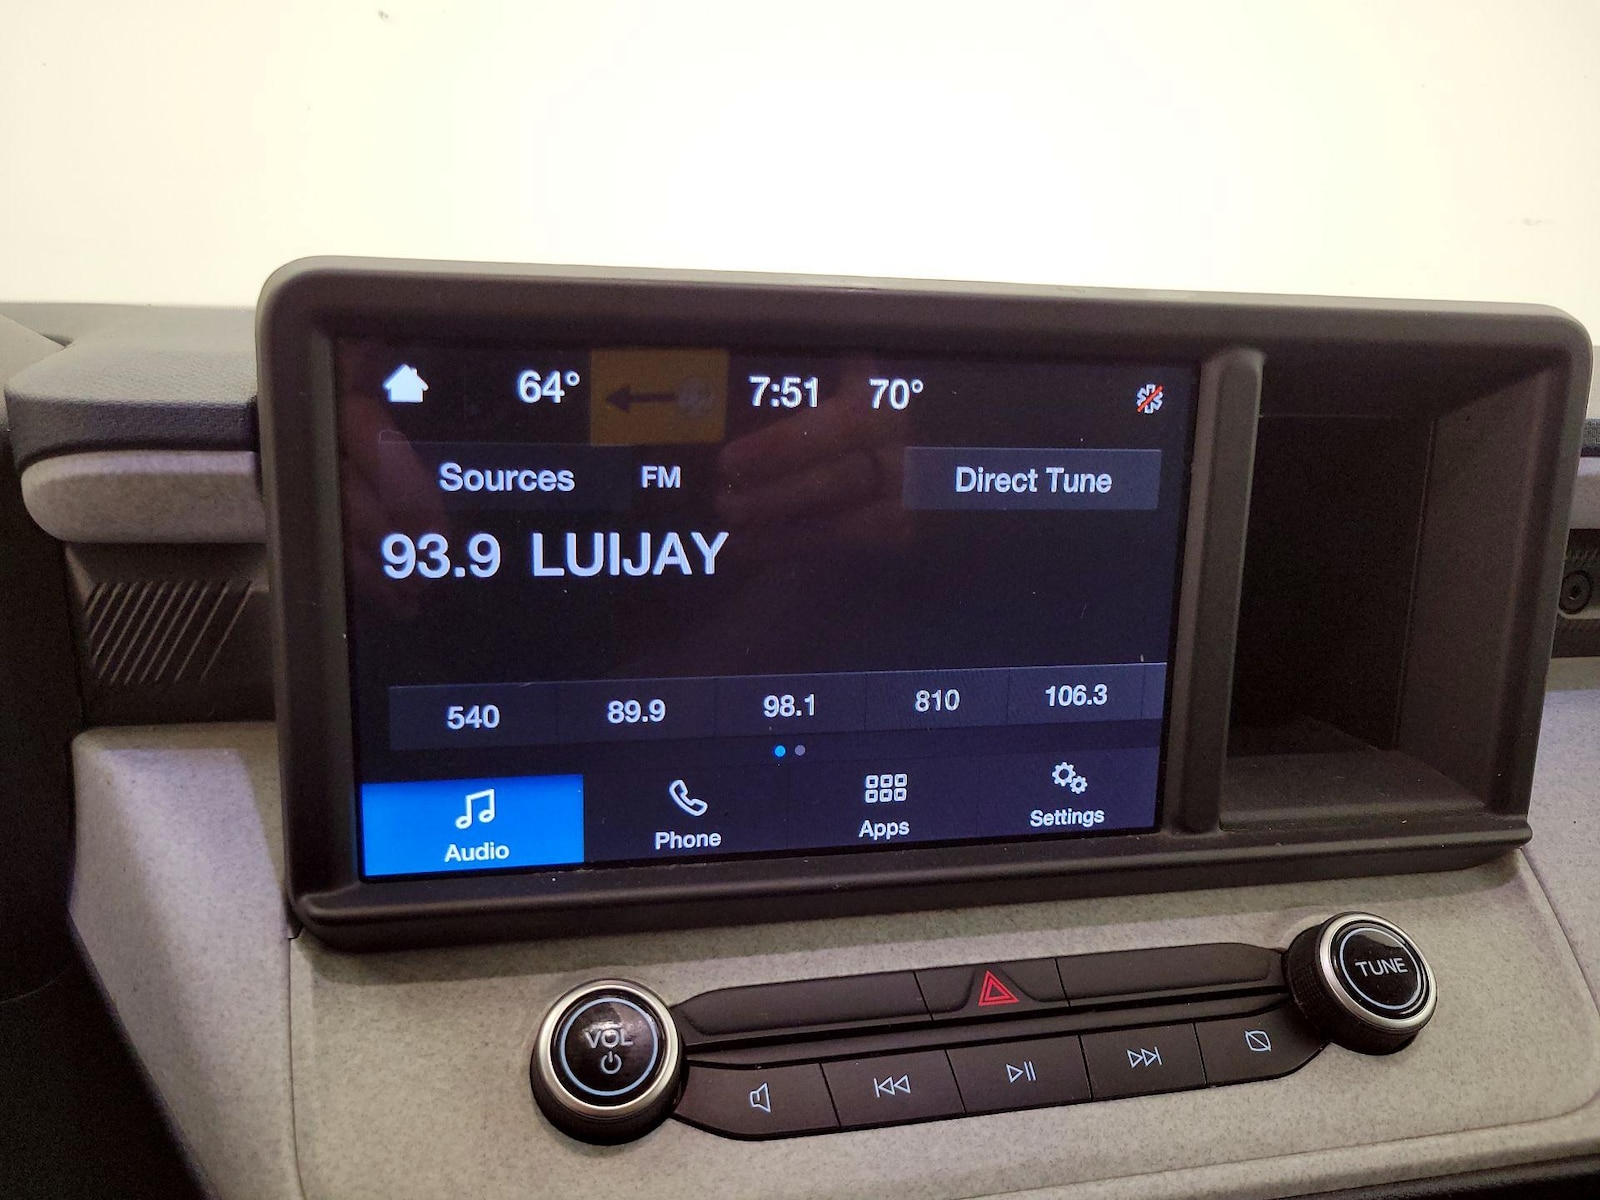 64° 7:51 70°
Sources FM Direct Tune
93.9 LUIJAY
540 89.9 98.1 810 106.3
Audio Phone Apps Settings
VOL TUNE